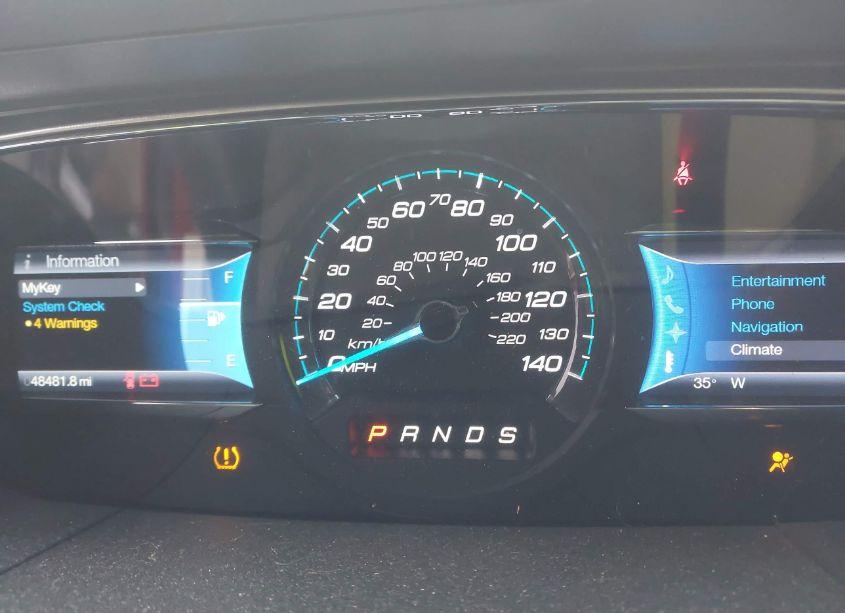 i Information
MyKey
System Check
• 4 Warnings
F
E
48481.8 mi
0 10 20 30 40 50 60 70 80 90 100 110 120 130 140
MPH
20 40 60 80 100 120 140 160 180 200 220
km/h
P R N D S
Entertainment
Phone
Navigation
Climate
35° W